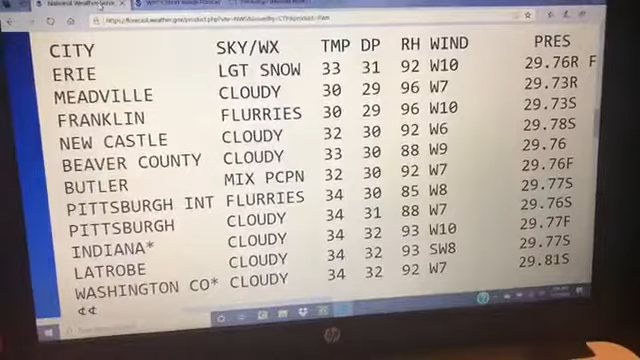 National Weather Servi
CITY SKY/WX TMP DP RH WIND PRES
ERIE LGT SNOW 33 31 92 W10 29.76R F
MEADVILLE CLOUDY 30 29 96 W7 29.73R
FRANKLIN FLURRIES 30 29 96 W10 29.73S
NEW CASTLE CLOUDY 32 30 92 W6 29.78S
BEAVER COUNTY CLOUDY 33 30 88 W9 29.76
BUTLER MIX PCPN 32 30 92 W7 29.76F
PITTSBURGH INT FLURRIES 34 30 85 W8 29.77S
PITTSBURGH CLOUDY 34 31 88 W7 29.76S
INDIANA* CLOUDY 34 32 93 W10 29.77F
LATROBE CLOUDY 34 32 93 SW8 29.77S
WASHINGTON CO* CLOUDY 34 32 92 W7 29.81S
hp